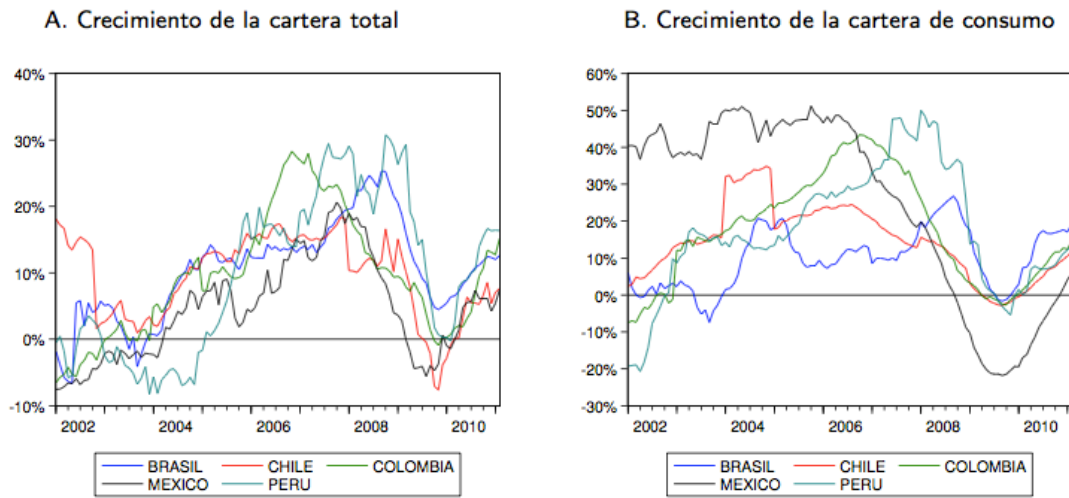 A. Crecimiento de la cartera total
40%
30%
20%
10%
0%
-10%
2002 2004 2006 2008 2010
BRASIL CHILE COLOMBIA
MEXICO PERU
B. Crecimiento de la cartera de consumo
60%
50%
40%
30%
20%
10%
0%
-10%
-20%
-30%
2002 2004 2006 2008 2010
BRASIL CHILE COLOMBIA
MEXICO PERU